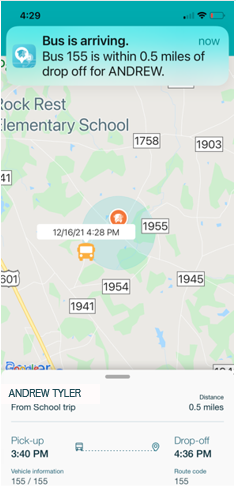 4:29
Bus is arriving.
now
Bus 155 is within 0.5 miles of
drop off for ANDREW.
Rock Rest
Elementary School
1758
1903
41
12/16/21 4:28 PM
1955
601
1954
1945
1941
ANDREW TYLER
From School trip
Distance
0.5 miles
Pick-up
Drop-off
3:40 PM
4:36 PM
Vehicle information
Route code
155 / 155
155